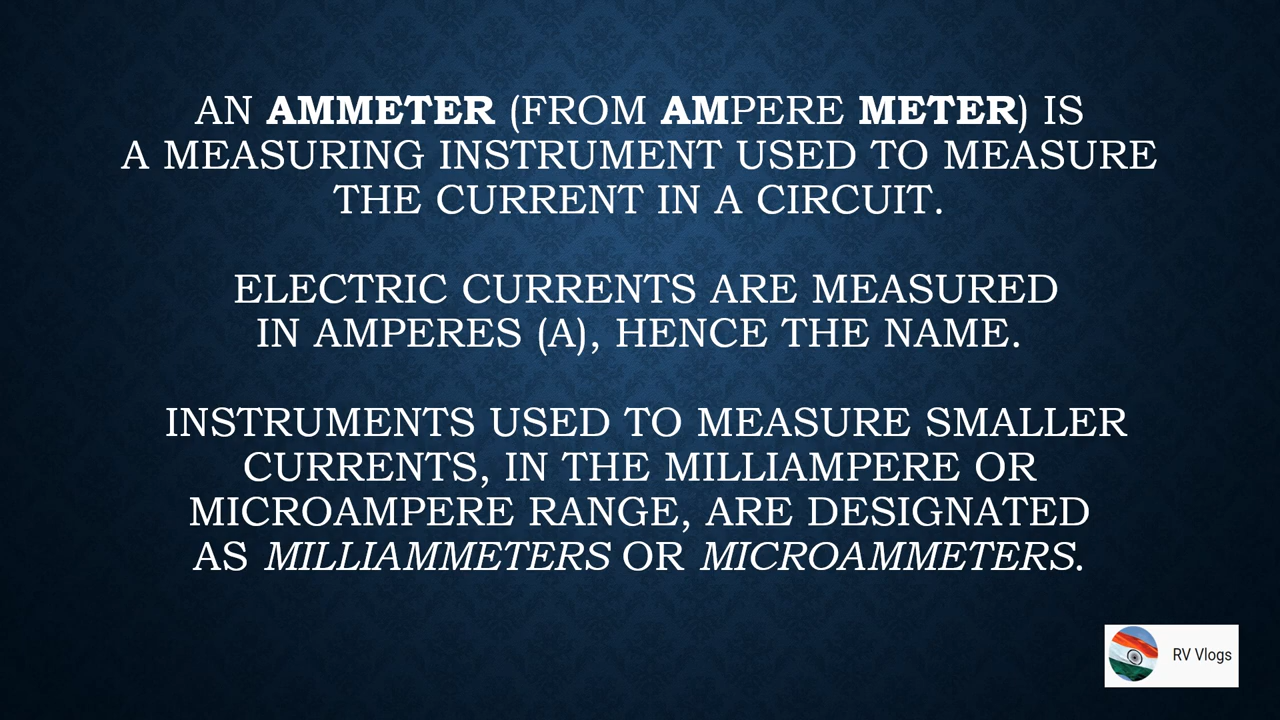 AN AMMETER (FROM AMPERE METER) IS
A MEASURING INSTRUMENT USED TO MEASURE
THE CURRENT IN A CIRCUIT.
ELECTRIC CURRENTS ARE MEASURED
IN AMPERES (A), HENCE THE NAME.
INSTRUMENTS USED TO MEASURE SMALLER
CURRENTS, IN THE MILLIAMPERE OR
MICROAMPERE RANGE, ARE DESIGNATED
AS MILLIAMMETERS OR MICROAMMETERS.
RV Vlogs